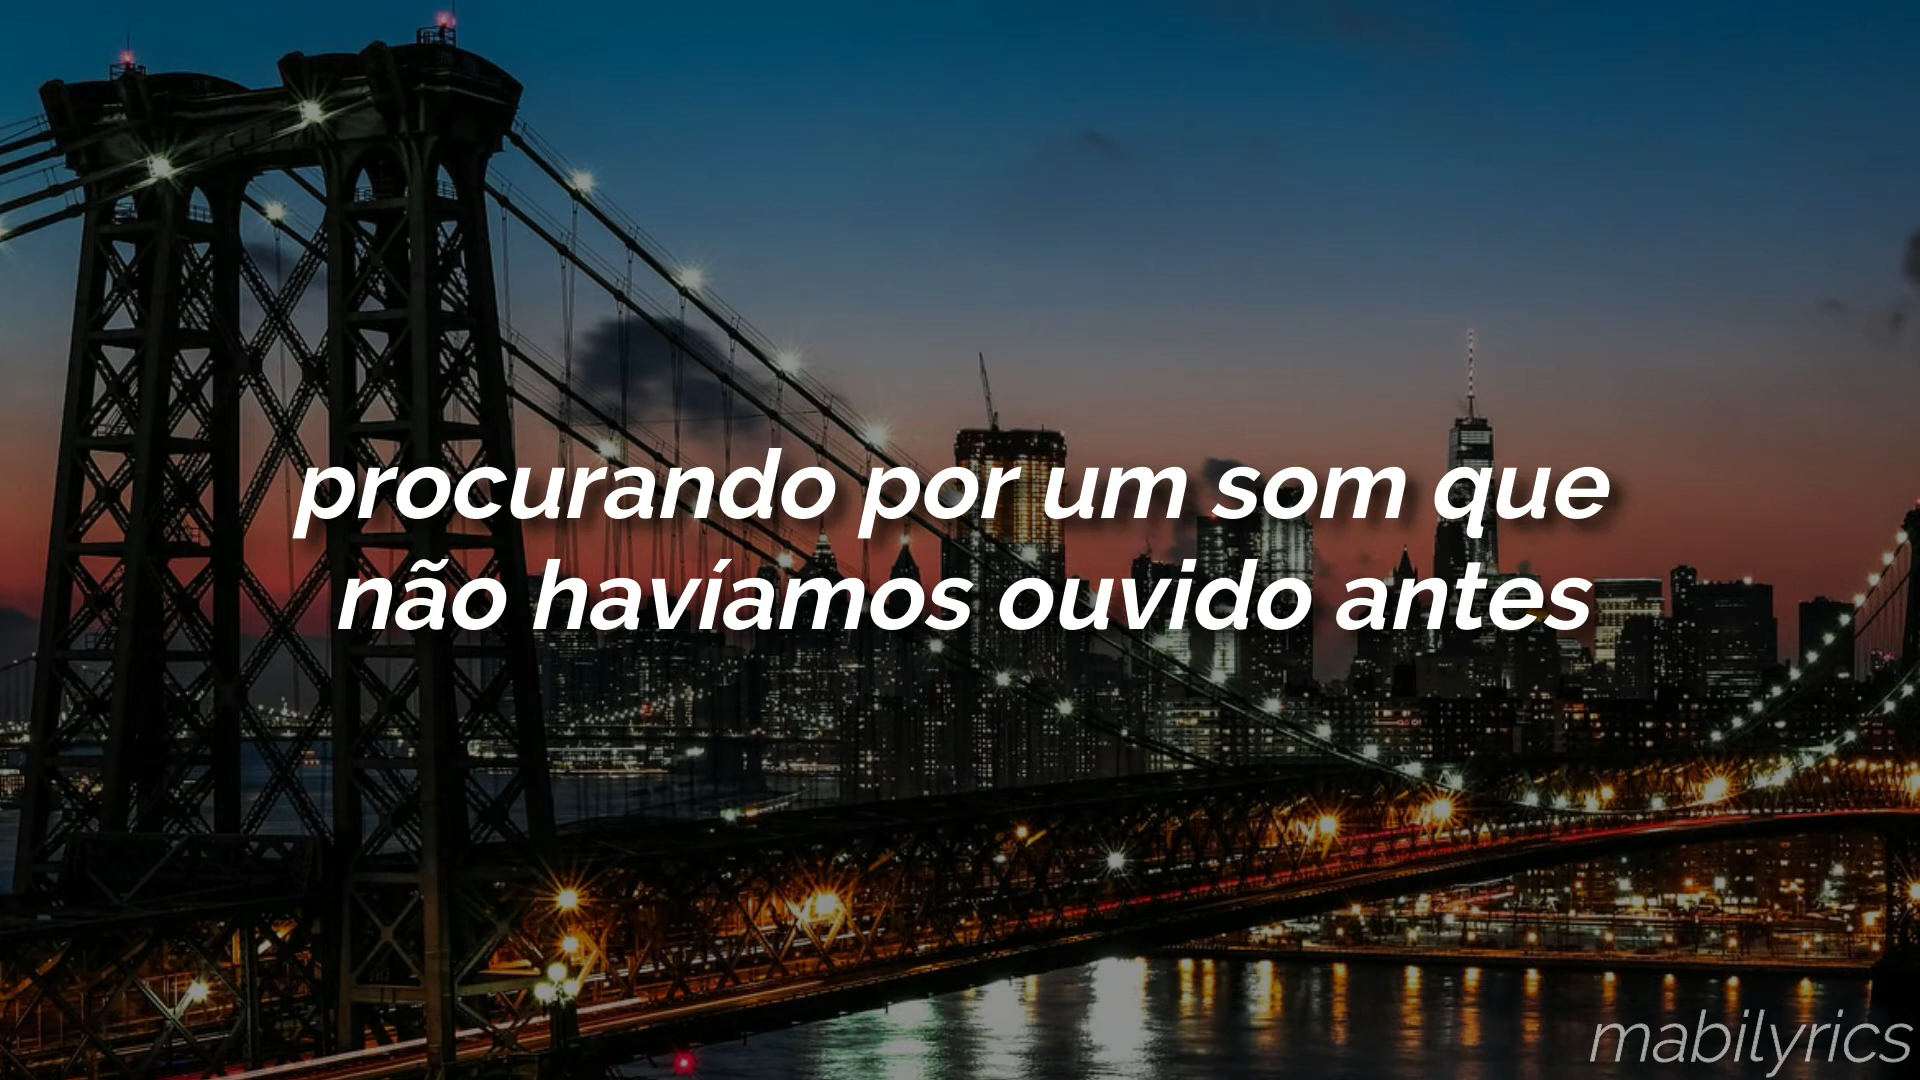 procurando por um som que
não havíamos ouvido antes
mabilyrics